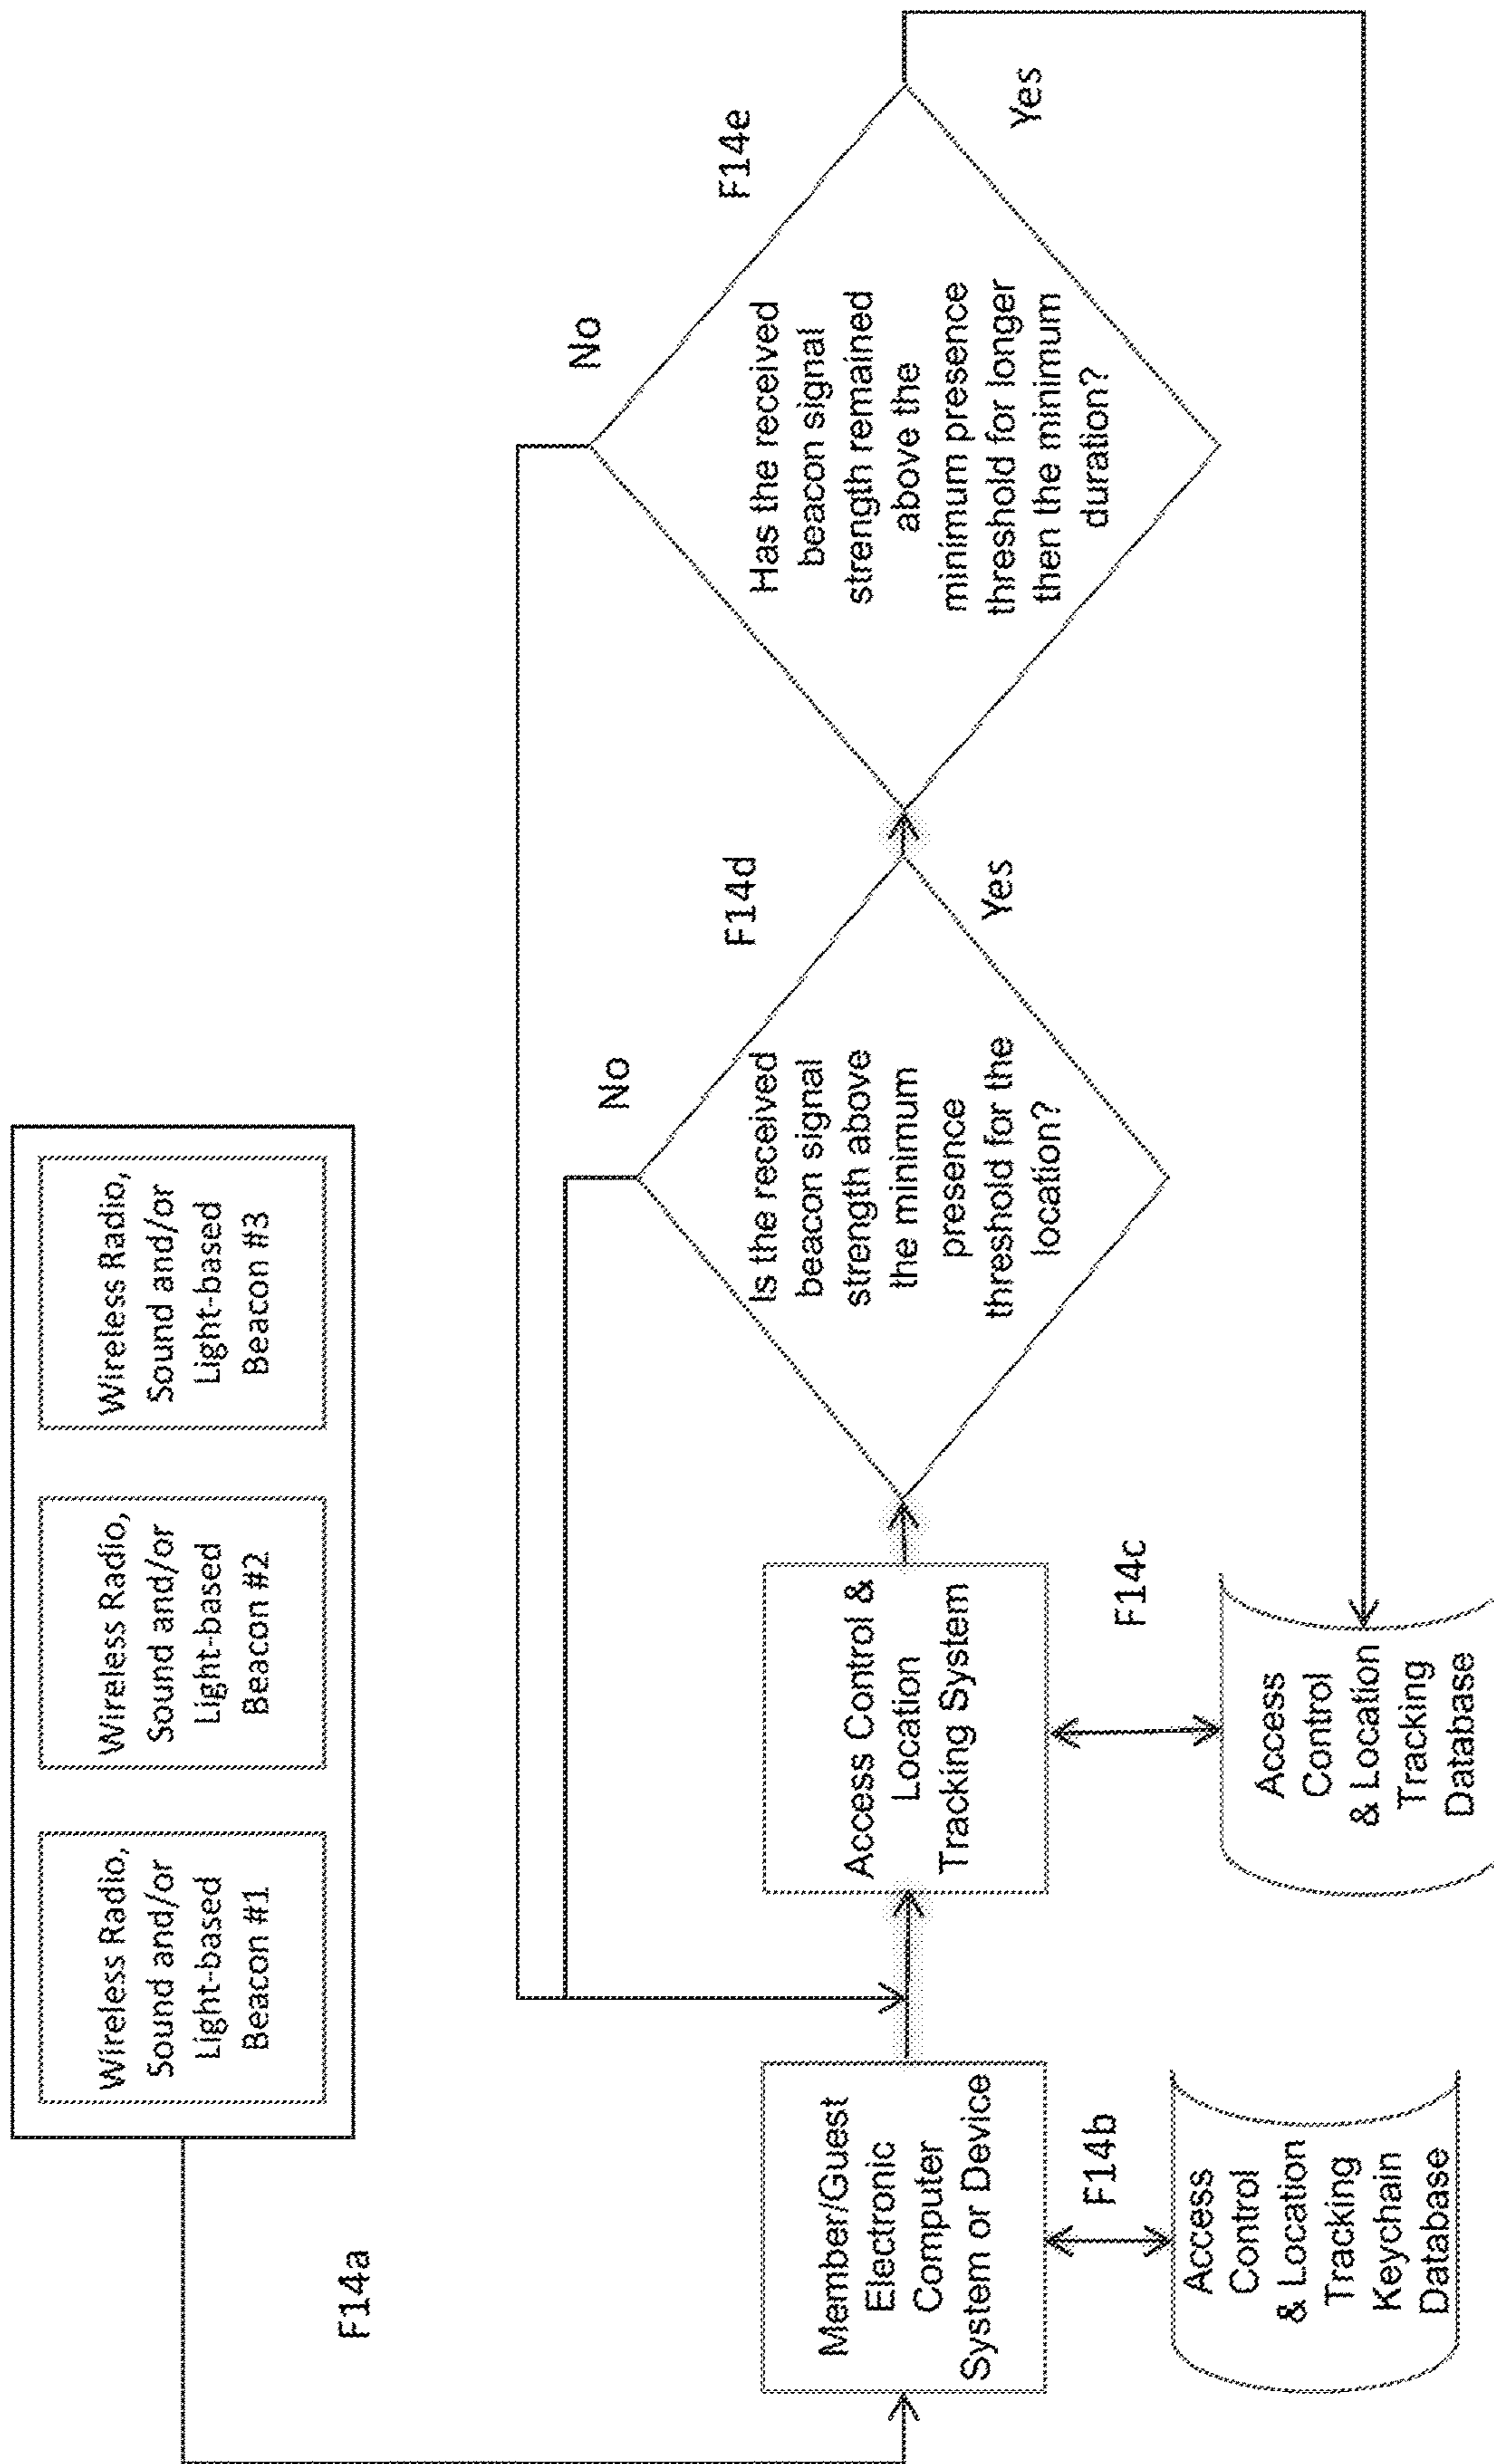 Wireless Radio,
Sound and/or
Light-based
Beacon #1
Wireless Radio,
Sound and/or
Light-based
Beacon #2
Wireless Radio,
Sound and/or
Light-based
Beacon #3
F14a
No
No
F14e
F14d
Member/Guest
Electronic
Computer
System or Device
Access Control &
Location
Tracking System
Is the received
beacon signal
strength above
the minimum
presence
threshold for the
location?
Has the received
beacon signal
strength remained
above the
minimum presence
threshold for longer
then the minimum
duration?
Yes
Yes
F14b
F14c
Access
Control
& Location
Tracking
Keychain
Database
Access
Control
& Location
Tracking
Database